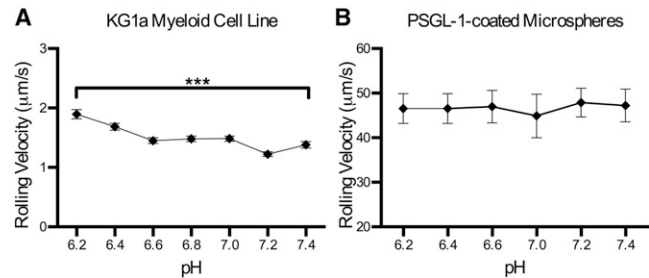 A
KG1a Myeloid Cell Line
Rolling Velocity (μm/s)
3
2
1
0
***
6.2 6.4 6.6 6.8 7.0 7.2 7.4
pH
B
PSGL-1-coated Microspheres
Rolling Velocity (μm/s)
60
50
40
30
20
6.2 6.4 6.6 7.0 7.2 7.4
pH